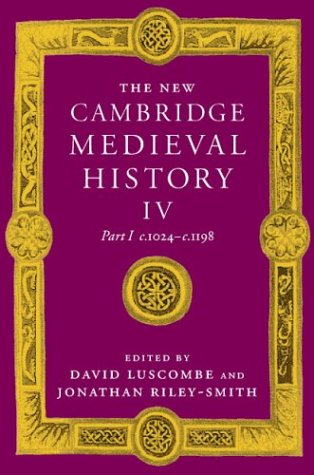 THE NEW
CAMBRIDGE
MEDIEVAL
HISTORY
IV
Part I c.1024–c.1198
EDITED BY
DAVID LUSCOMBE AND
JONATHAN RILEY-SMITH